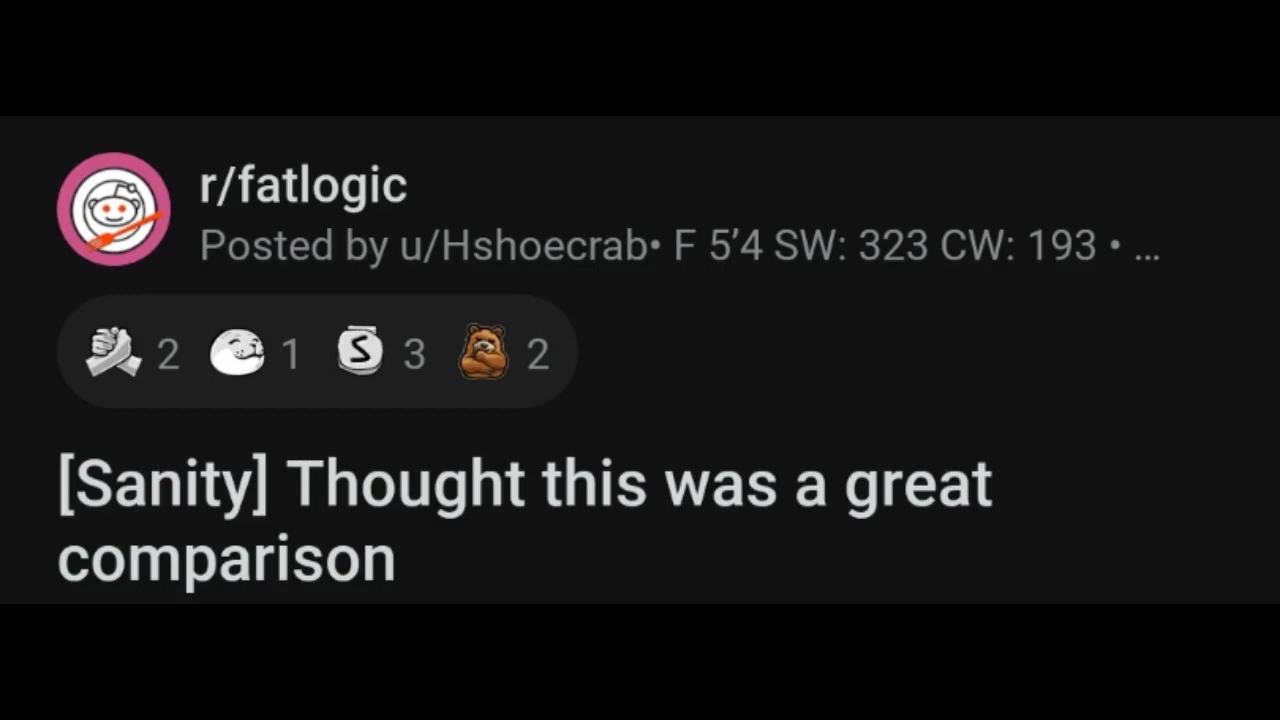 r/fatlogic
Posted by u/Hshoecrab• F 5’4 SW: 323 CW: 193 • ...
2 1 S 3 2
[Sanity] Thought this was a great
comparison